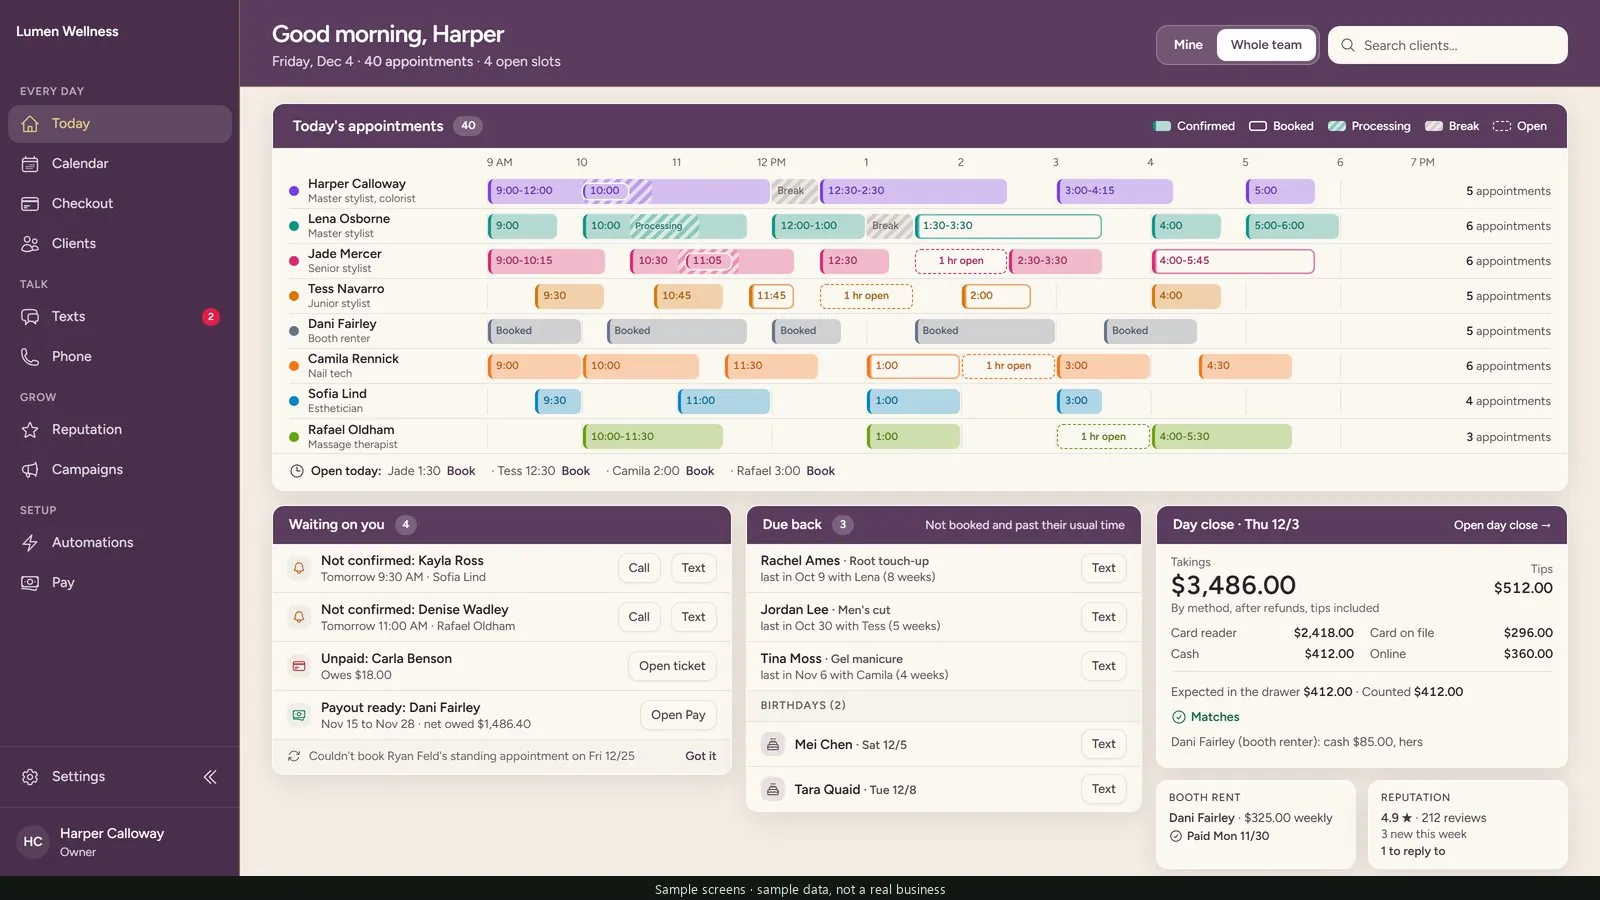 Lumen Wellness
EVERY DAY
Today
Calendar
Checkout
Clients
TALK
Texts 2
Phone
GROW
Reputation
Campaigns
SETUP
Automations
Pay
Settings
HC
Harper Calloway
Owner
Good morning, Harper
Friday, Dec 4 · 40 appointments · 4 open slots
Mine Whole team
Search clients...
Today's appointments 40
Confirmed Booked Processing Break Open
9 AM 10 11 12 PM 1 2 3 4 5 6 7 PM
Harper Calloway
Master stylist, colorist
9:00-12:00 10:00 Break 12:30-2:30 3:00-4:15 5:00
5 appointments
Lena Osborne
Master stylist
9:00 10:00 Processing 12:00-1:00 Break 1:30-3:30 4:00 5:00-6:00
6 appointments
Jade Mercer
Senior stylist
9:00-10:15 10:30 11:05 12:30 1 hr open 2:30-3:30 4:00-5:45
6 appointments
Tess Navarro
Junior stylist
9:30 10:45 11:45 1 hr open 2:00 4:00
5 appointments
Dani Fairley
Booth renter
Booked Booked Booked Booked Booked
5 appointments
Camila Rennick
Nail tech
9:00 10:00 11:30 1:00 1 hr open 3:00 4:30
6 appointments
Sofia Lind
Esthetician
9:30 11:00 1:00 3:00
4 appointments
Rafael Oldham
Massage therapist
10:00-11:30 1:00 1 hr open 4:00-5:30
3 appointments
Open today: Jade 1:30 Book · Tess 12:30 Book · Camila 2:00 Book · Rafael 3:00 Book
Waiting on you 4
Not confirmed: Kayla Ross
Tomorrow 9:30 AM · Sofia Lind
Call Text
Not confirmed: Denise Wadley
Tomorrow 11:00 AM · Rafael Oldham
Call Text
Unpaid: Carla Benson
Owes $18.00
Open ticket
Payout ready: Dani Fairley
Nov 15 to Nov 28 · net owed $1,486.40
Open Pay
Couldn't book Ryan Feld's standing appointment on Fri 12/25 Got it
Due back 3 Not booked and past their usual time
Rachel Ames · Root touch-up
last in Oct 9 with Lena (8 weeks)
Text
Jordan Lee · Men's cut
last in Oct 30 with Tess (5 weeks)
Text
Tina Moss · Gel manicure
last in Nov 6 with Camila (4 weeks)
Text
BIRTHDAYS (2)
Mei Chen · Sat 12/5 Text
Tara Quaid · Tue 12/8 Text
Day close · Thu 12/3 Open day close →
Takings
$3,486.00
Tips
$512.00
By method, after refunds, tips included
Card reader $2,418.00 Card on file $296.00
Cash $412.00 Online $360.00
Expected in the drawer $412.00 · Counted $412.00
Matches
Dani Fairley (booth renter): cash $85.00, hers
BOOTH RENT
Dani Fairley · $325.00 weekly
Paid Mon 11/30
REPUTATION
4.9 ★ · 212 reviews
3 new this week
1 to reply to
Sample screens · sample data, not a real business